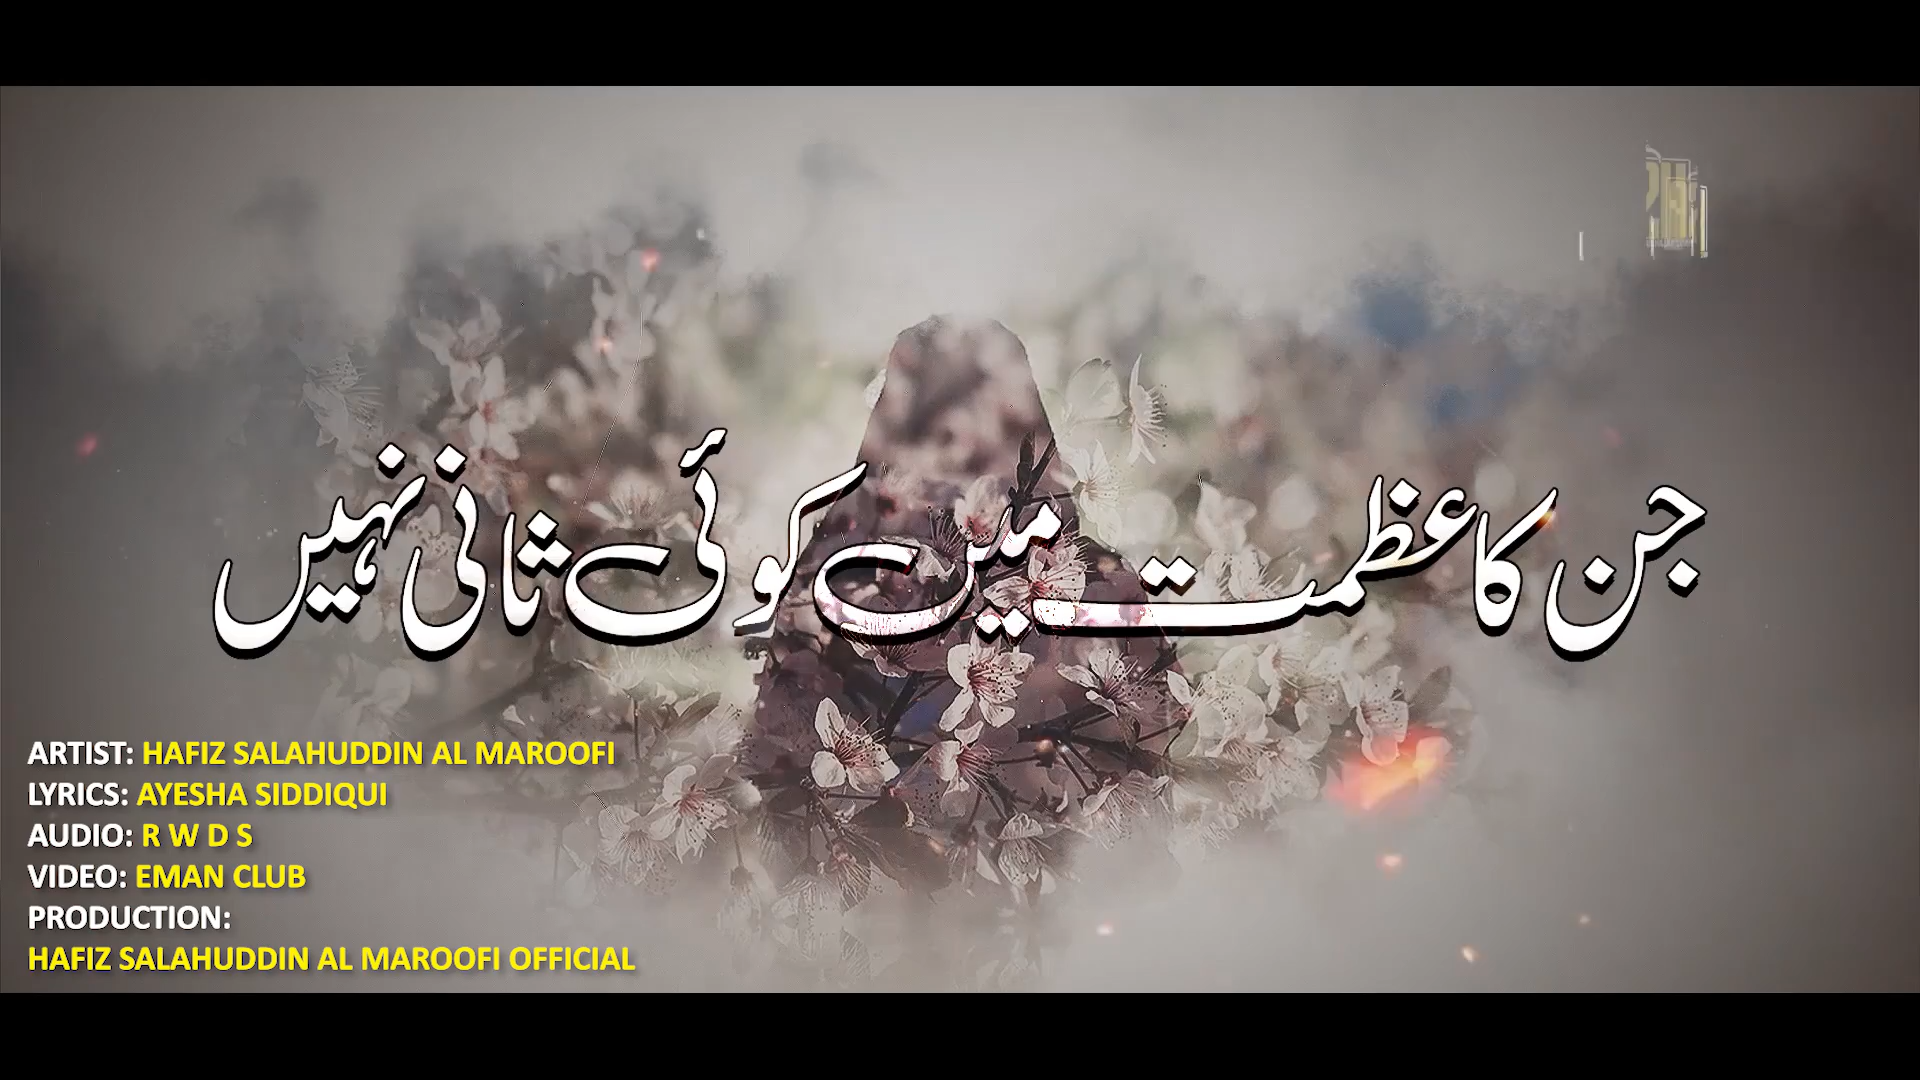 جن کا عظمت میں کوئی ثانی نہیں
ARTIST: HAFIZ SALAHUDDIN AL MAROOFI
LYRICS: AYESHA SIDDIQUI
AUDIO: R W D S
VIDEO: EMAN CLUB
PRODUCTION:
HAFIZ SALAHUDDIN AL MAROOFI OFFICIAL